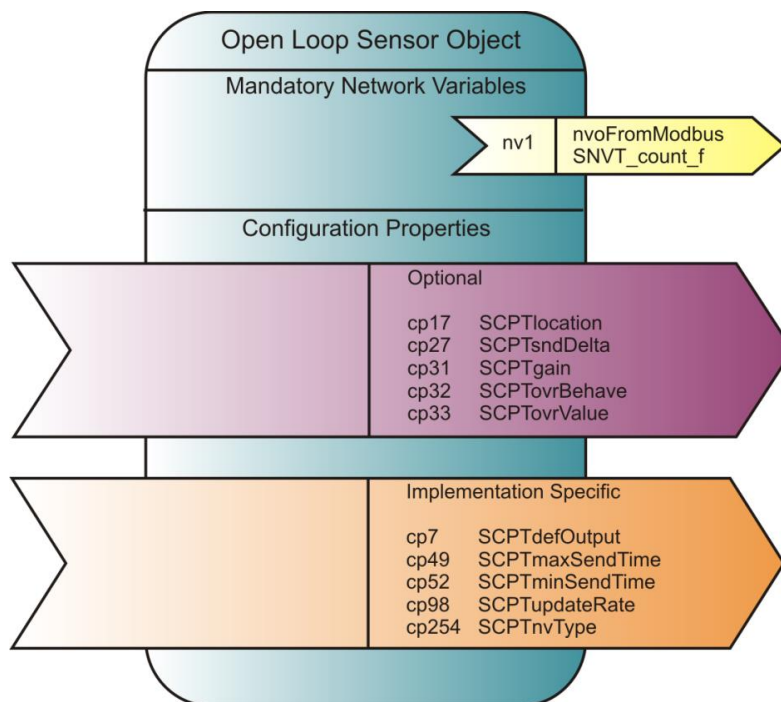 Open Loop Sensor Object
Mandatory Network Variables
nv1
nvoFromModbus
SNVT_count_f
Configuration Properties
Optional
cp17 SCPTlocation
cp27 SCPTsndDelta
cp31 SCPTgain
cp32 SCPTovrBehave
cp33 SCPTovrValue
Implementation Specific
cp7 SCPTdefOutput
cp49 SCPTmaxSendTime
cp52 SCPTminSendTime
cp98 SCPTupdateRate
cp254 SCPTnvType